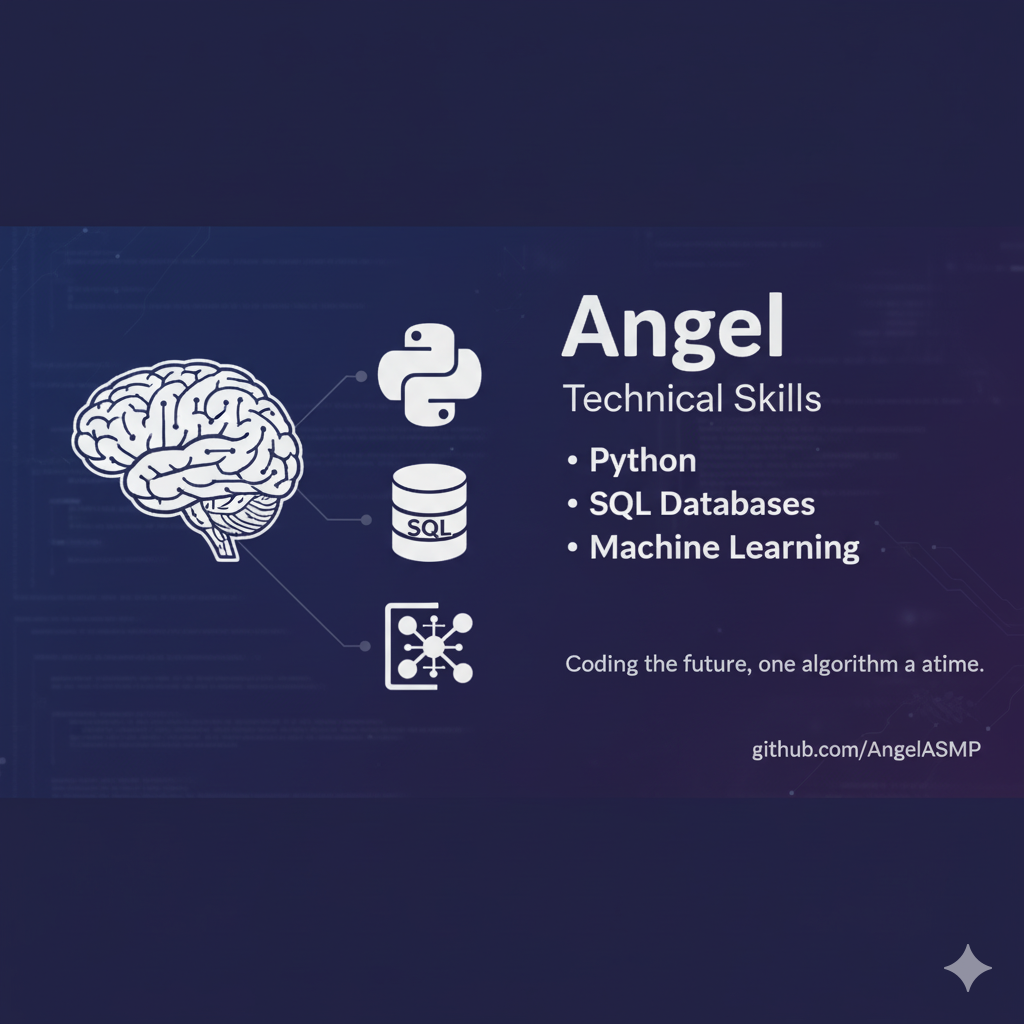 Angel
Technical Skills
• Python
• SQL Databases
• Machine Learning
SQL
Coding the future, one algorithm a atime.
github.com/AngelASMP